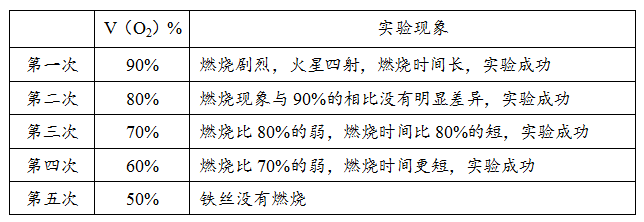 V（O₂）% 实验现象
第一次 90% 燃烧剧烈，火星四射，燃烧时间长，实验成功
第二次 80% 燃烧现象与90%的相比没有明显差异，实验成功
第三次 70% 燃烧比80%的弱，燃烧时间比80%的短，实验成功
第四次 60% 燃烧比70%的弱，燃烧时间更短，实验成功
第五次 50% 铁丝没有燃烧